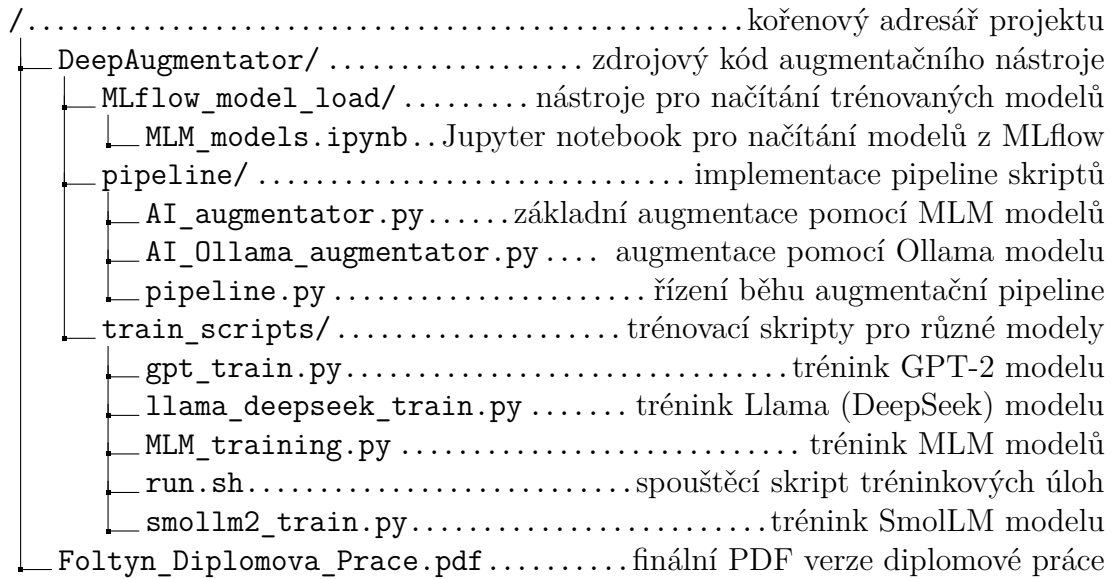 /.................................................kořenový adresář projektu
DeepAugmentator/ ................... zdrojový kód augmentačního nástroje
MLflow_model_load/ ......... nástroje pro načítání trénovaných modelů
MLM_models.ipynb..Jupyter notebook pro načítání modelů z MLflow
pipeline/ .............................. implementace pipeline skriptů
AI_augmentator.py......základní augmentace pomocí MLM modelů
AI_Ollama_augmentator.py.... augmentace pomocí Ollama modelu
pipeline.py ...................... řízení běhu augmentační pipeline
train_scripts/.................... trénovací skripty pro různé modely
gpt_train.py...............................trénink GPT-2 modelu
llama_deepseek_train.py ....... trénink Llama (DeepSeek) modelu
MLM_training.py ............................ trénink MLM modelů
run.sh...........................spouštěcí skript tréninkových úloh
smollm2_train.py.........................trénink SmolLM modelu
Foltyn_Diplomova_Prace.pdf..........finální PDF verze diplomové práce